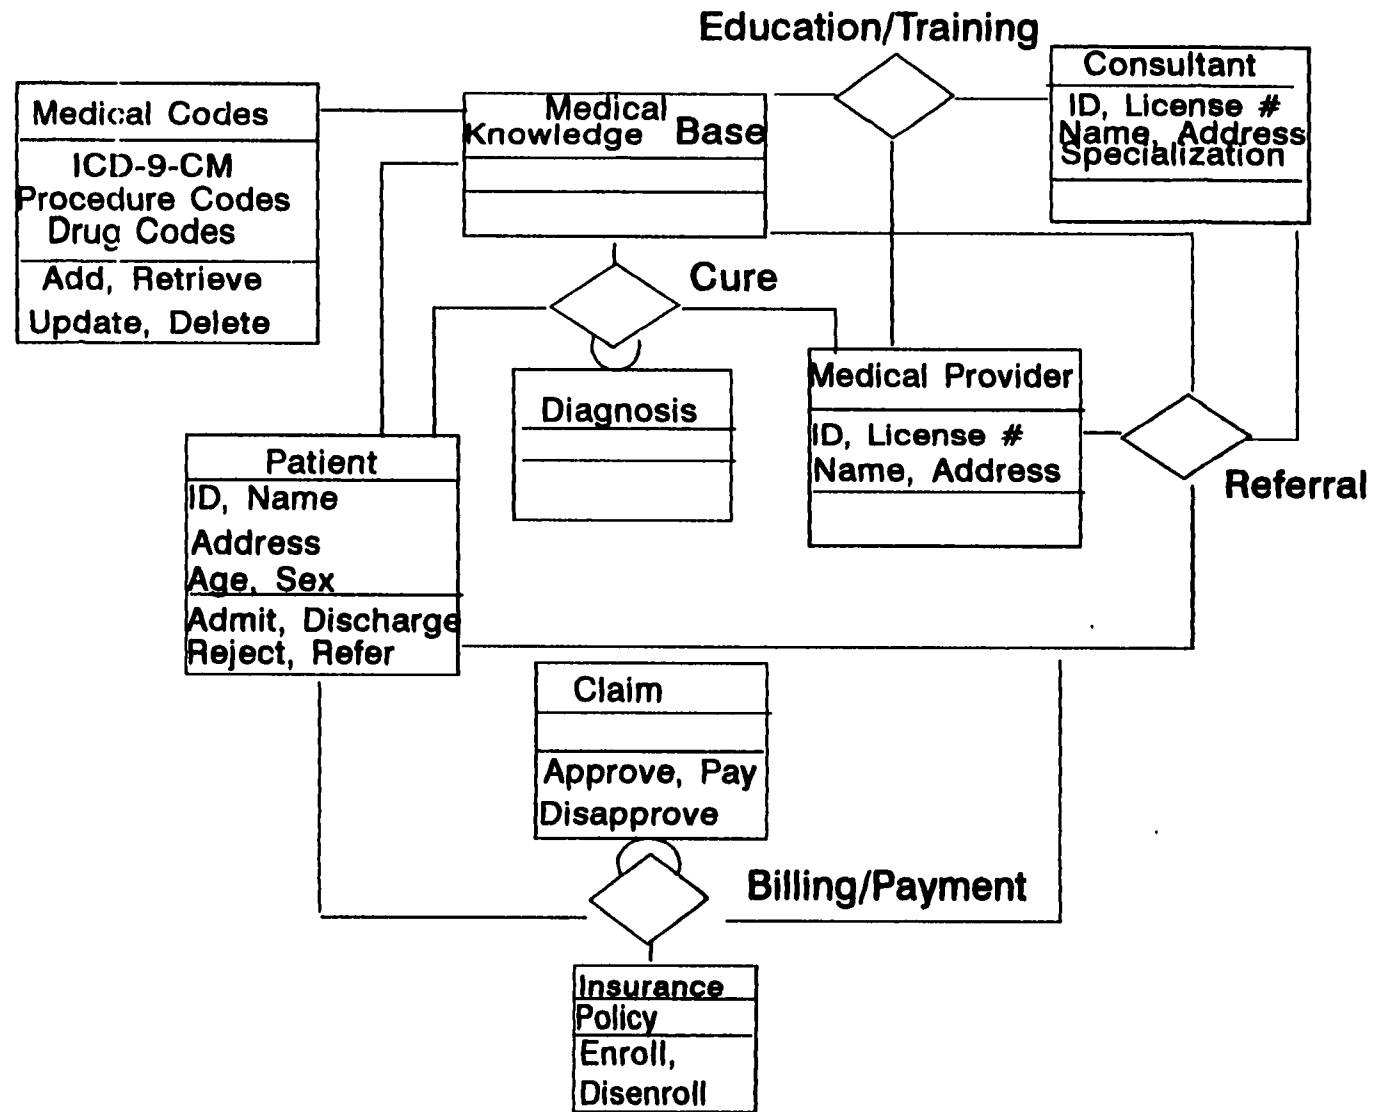 Education/Training
Medical Codes
ICD-9-CM
Procedure Codes
Drug Codes
Add, Retrieve
Update, Delete
Medical
Knowledge Base
Consultant
ID, License #
Name, Address
Specialization
Cure
Diagnosis
Medical Provider
ID, License #
Name, Address
Referral
Patient
ID, Name
Address
Age, Sex
Admit, Discharge
Reject, Refer
Claim
Approve, Pay
Disapprove
Billing/Payment
Insurance
Policy
Enroll,
Disenroll